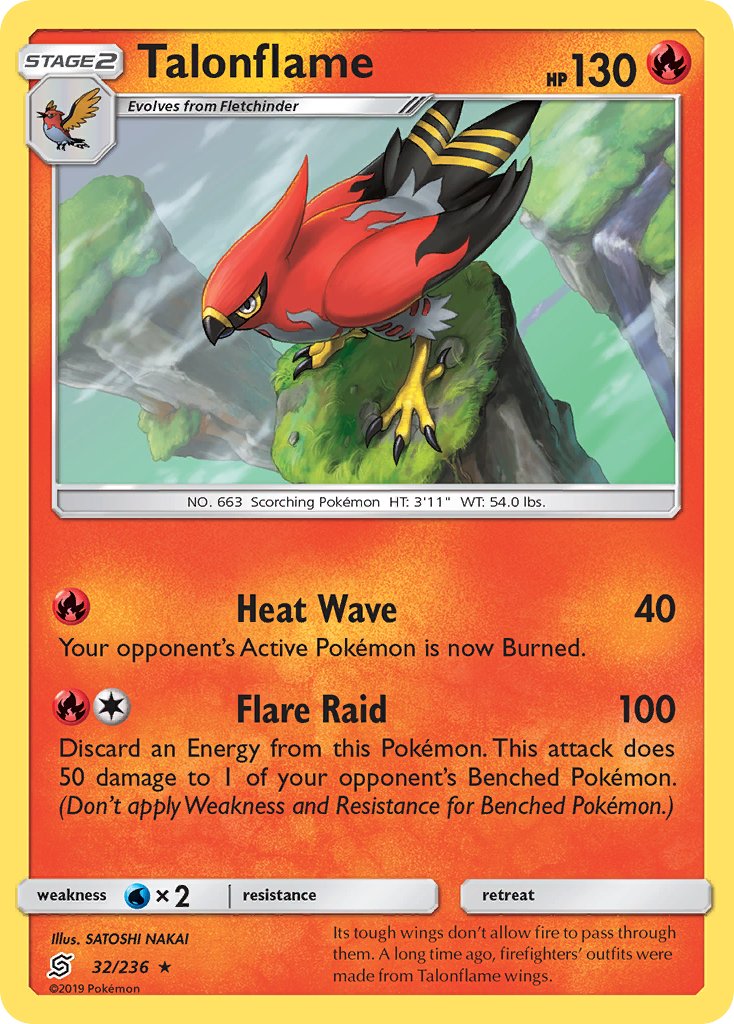 STAGE2
Talonflame
HP 130
Evolves from Fletchinder
NO. 663 Scorching Pokémon HT: 3'11" WT: 54.0 lbs.
Heat Wave 40
Your opponent's Active Pokémon is now Burned.
Flare Raid 100
Discard an Energy from this Pokémon. This attack does
50 damage to 1 of your opponent's Benched Pokémon.
(Don't apply Weakness and Resistance for Benched Pokémon.)
weakness × 2 resistance retreat
Illus. SATOSHI NAKAI
32/236 ★
©2019 Pokémon
Its tough wings don't allow fire to pass through
them. A long time ago, firefighters' outfits were
made from Talonflame wings.